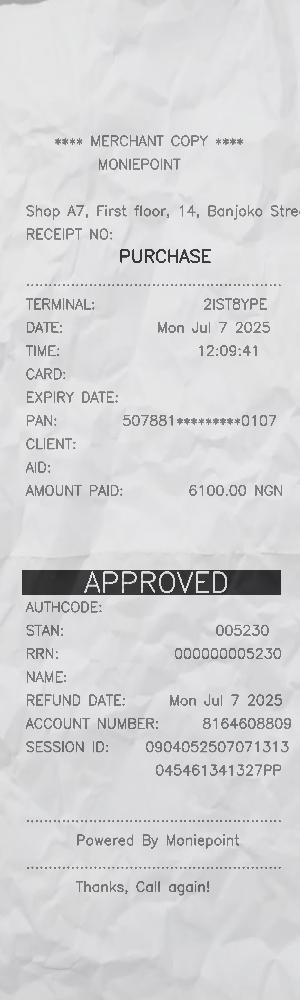 **** MERCHANT COPY ****
MONIEPOINT
Shop A7, First floor, 14, Banjoko Stre
RECEIPT NO:
PURCHASE
TERMINAL: 2IST8YPE
DATE: Mon Jul 7 2025
TIME: 12:09:41
CARD:
EXPIRY DATE:
PAN: 507881*********0107
CLIENT:
AID:
AMOUNT PAID: 6100.00 NGN
APPROVED
AUTHCODE:
STAN: 005230
RRN: 000000005230
NAME:
REFUND DATE: Mon Jul 7 2025
ACCOUNT NUMBER: 8164608809
SESSION ID: 0904052507071313
045461341327PP
Powered By Moniepoint
Thanks, Call again!